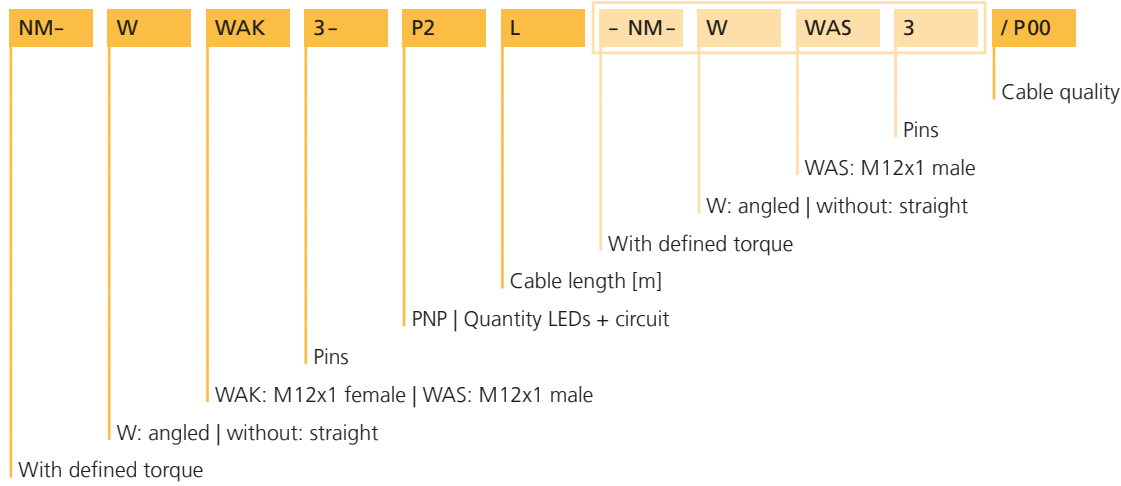 NM- W WAK 3- P2 L - NM- W WAS 3 / P00
Cable quality
Pins
WAS: M12x1 male
W: angled | without: straight
With defined torque
Cable length [m]
PNP | Quantity LEDs + circuit
Pins
WAK: M12x1 female | WAS: M12x1 male
W: angled | without: straight
With defined torque